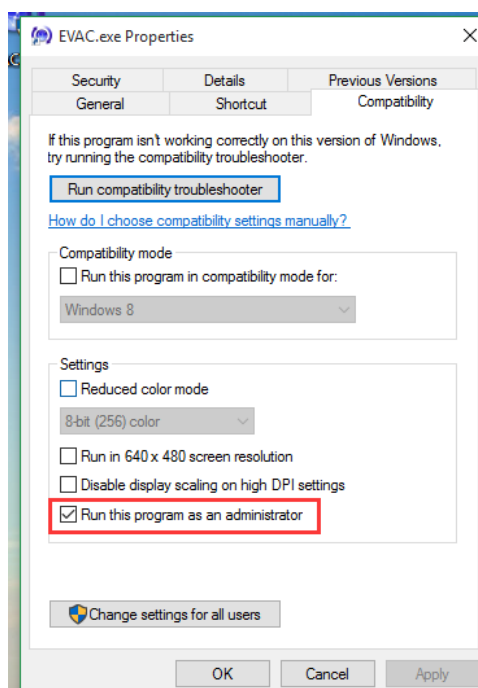 EVAC.exe Properties
Security Details Previous Versions
General Shortcut Compatibility
If this program isn't working correctly on this version of Windows,
try running the compatibility troubleshooter.
Run compatibility troubleshooter
How do I choose compatibility settings manually?
Compatibility mode
Run this program in compatibility mode for:
Windows 8
Settings
Reduced color mode
8-bit (256) color
Run in 640 x 480 screen resolution
Disable display scaling on high DPI settings
Run this program as an administrator
Change settings for all users
OK Cancel Apply